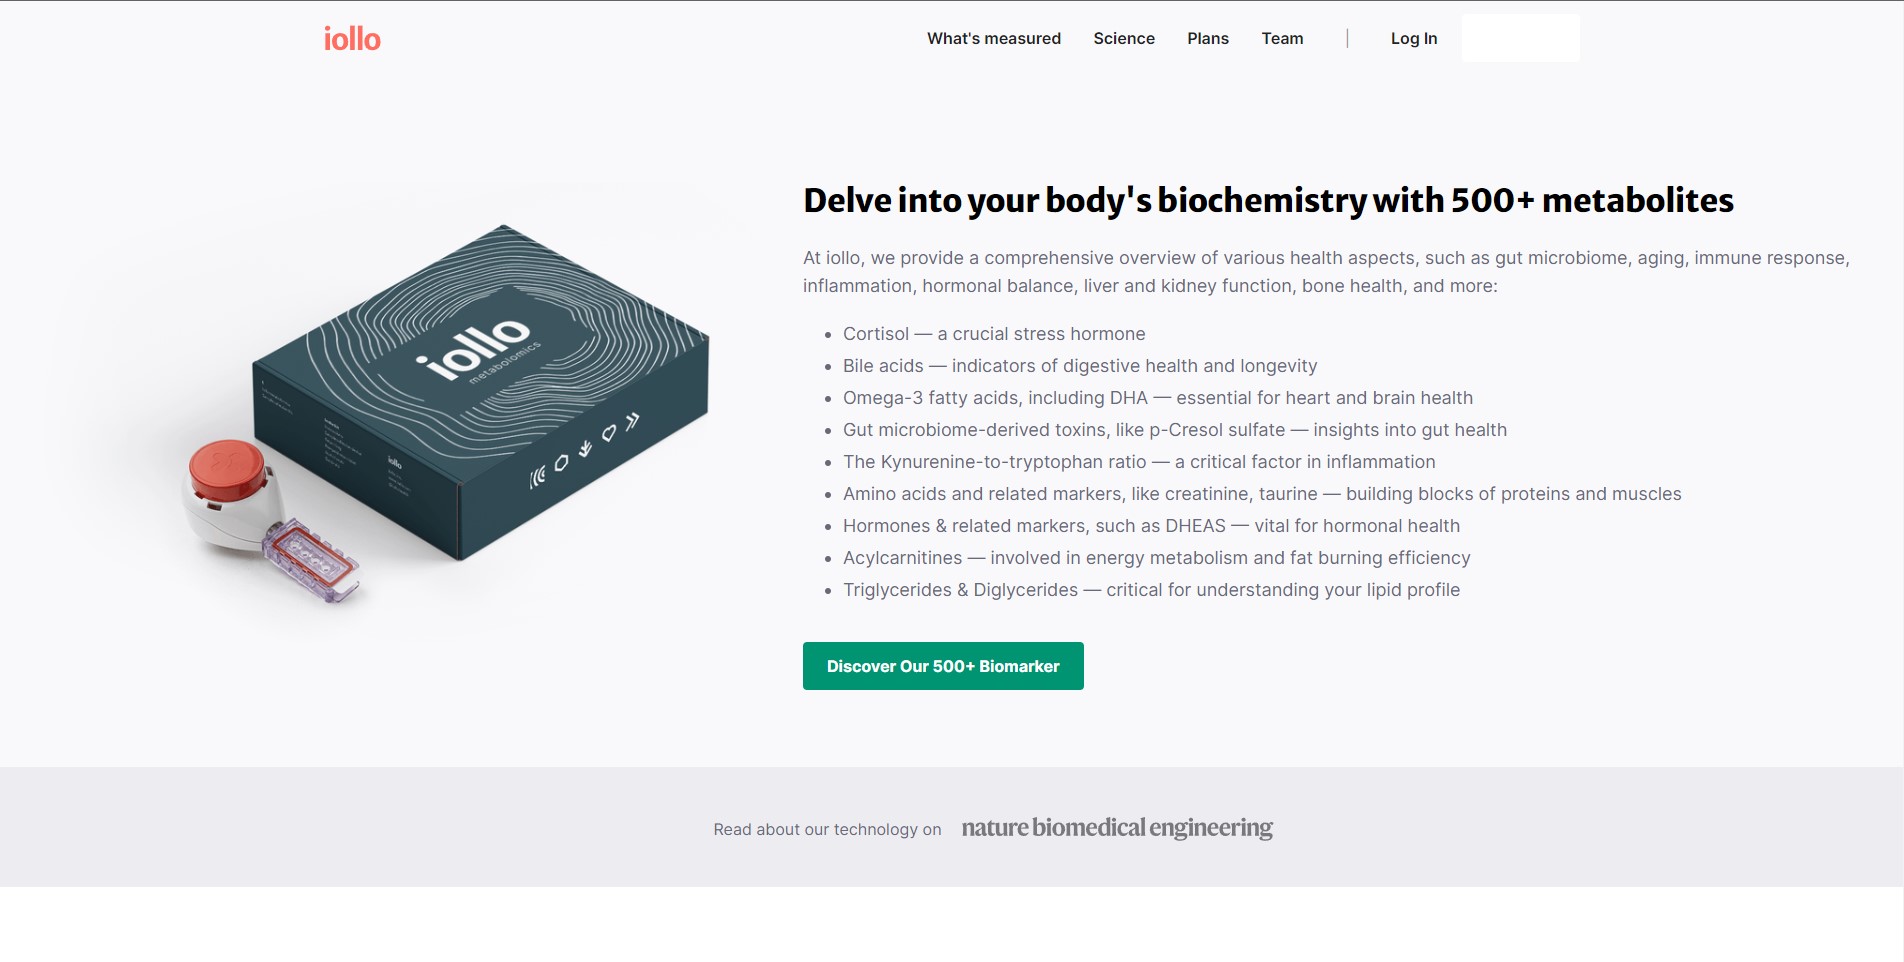 iollo
What's measured
Science
Plans
Team
Log In
Delve into your body's biochemistry with 500+ metabolites
At iollo, we provide a comprehensive overview of various health aspects, such as gut microbiome, aging, immune response,
inflammation, hormonal balance, liver and kidney function, bone health, and more:
Cortisol — a crucial stress hormone
Bile acids — indicators of digestive health and longevity
Omega-3 fatty acids, including DHA — essential for heart and brain health
Gut microbiome-derived toxins, like p-Cresol sulfate — insights into gut health
The Kynurenine-to-tryptophan ratio — a critical factor in inflammation
Amino acids and related markers, like creatinine, taurine — building blocks of proteins and muscles
Hormones & related markers, such as DHEAS — vital for hormonal health
Acylcarnitines — involved in energy metabolism and fat burning efficiency
Triglycerides & Diglycerides — critical for understanding your lipid profile
Discover Our 500+ Biomarker
iollo
metabolomics
iollo
Read about our technology on nature biomedical engineering